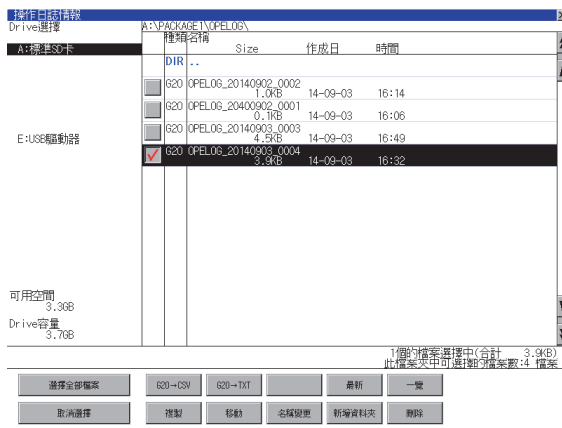 操作日誌情報
Drive選擇 A:\PACKAGE1\OPELOG\
A:標準SD卡
E:USB驅動器
種類 名稱
Size 作成日 時間
DIR ..
G20 OPELOG_20140902_0002
1.0KB 14-09-03 16:14
G20 OPELOG_20400902_0001
0.1KB 14-09-03 16:06
G20 OPELOG_20140903_0003
4.5KB 14-09-03 16:49
G20 OPELOG_20140903_0004
3.9KB 14-09-03 16:32
可用空間
3.3GB
Drive容量
3.7GB
1個的檔案選擇中(合計 3.9KB)
此檔案夾中可選擇的檔案數:4 檔案
選擇全部檔案 G20→CSV G20→TXT 最新 一覽
取消選擇 複製 移動 名稱變更 新增資料夾 刪除